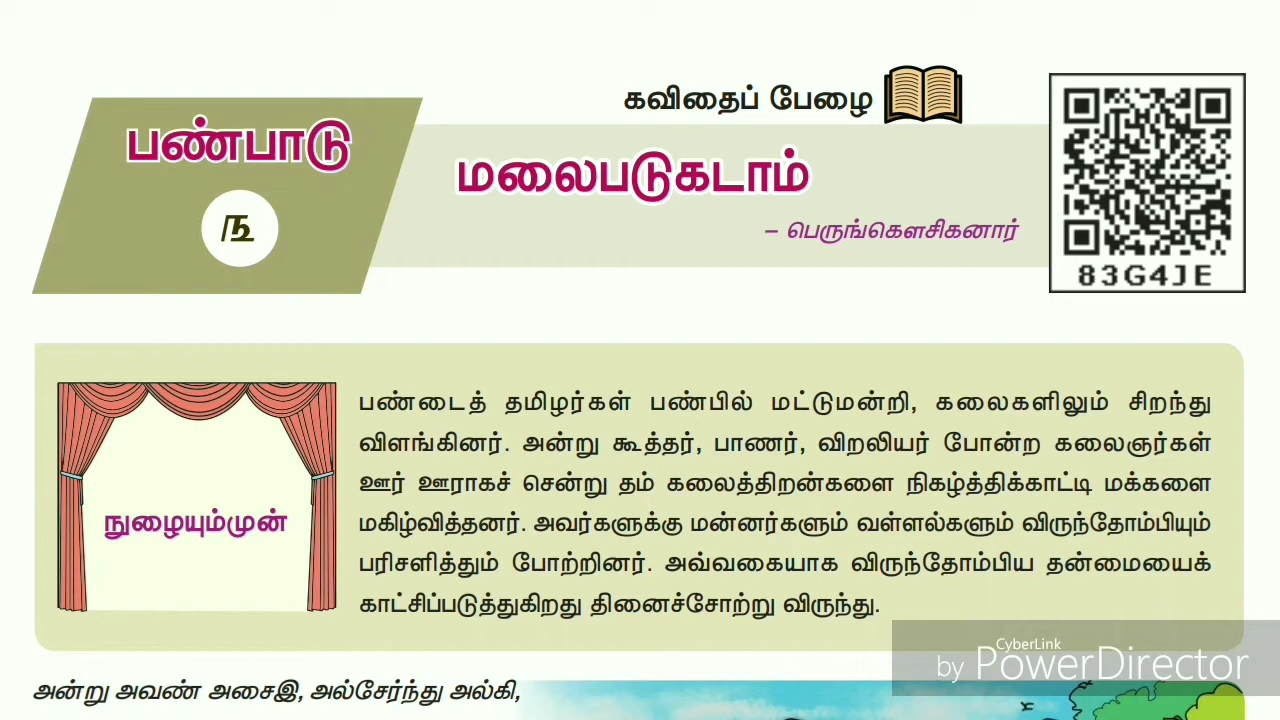 கவிதைப் பேழை
பண்பாடு
௩
மலைபடுகடாம்
– பெருங்கௌசிகனார்
83G4JE
நுழையும்முன்
பண்டைத் தமிழர்கள் பண்பில் மட்டுமன்றி, கலைகளிலும் சிறந்து
விளங்கினர். அன்று கூத்தர், பாணர், விறலியர் போன்ற கலைஞர்கள்
ஊர் ஊராகச் சென்று தம் கலைத்திறன்களை நிகழ்த்திக்காட்டி மக்களை
மகிழ்வித்தனர். அவர்களுக்கு மன்னர்களும் வள்ளல்களும் விருந்தோம்பியும்
பரிசளித்தும் போற்றினர். அவ்வகையாக விருந்தோம்பிய தன்மையைக்
காட்சிப்படுத்துகிறது தினைச்சோற்று விருந்து.
அன்று அவண் அசைஇ, அல்சேர்ந்து அல்கி,
CyberLink
by PowerDirector